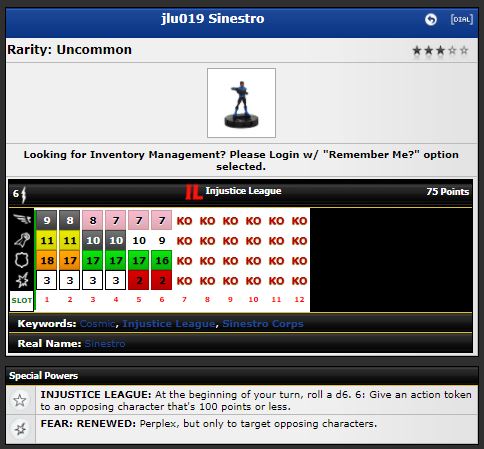 jlu019 Sinestro
[DIAL]
Rarity: Uncommon
Looking for Inventory Management? Please Login w/ "Remember Me?" option
selected.
6 IL Injustice League 75 Points
9 8 8 7 7 7 KO KO KO KO KO KO
11 11 10 10 10 9 KO KO KO KO KO KO
18 17 17 17 17 16 KO KO KO KO KO KO
3 3 3 3 2 2 KO KO KO KO KO KO
SLOT 1 2 3 4 5 6 7 8 9 10 11 12
Keywords: Cosmic, Injustice League, Sinestro Corps
Real Name: Sinestro
Special Powers
INJUSTICE LEAGUE: At the beginning of your turn, roll a d6. 6: Give an action token
to an opposing character that's 100 points or less.
FEAR: RENEWED: Perplex, but only to target opposing characters.